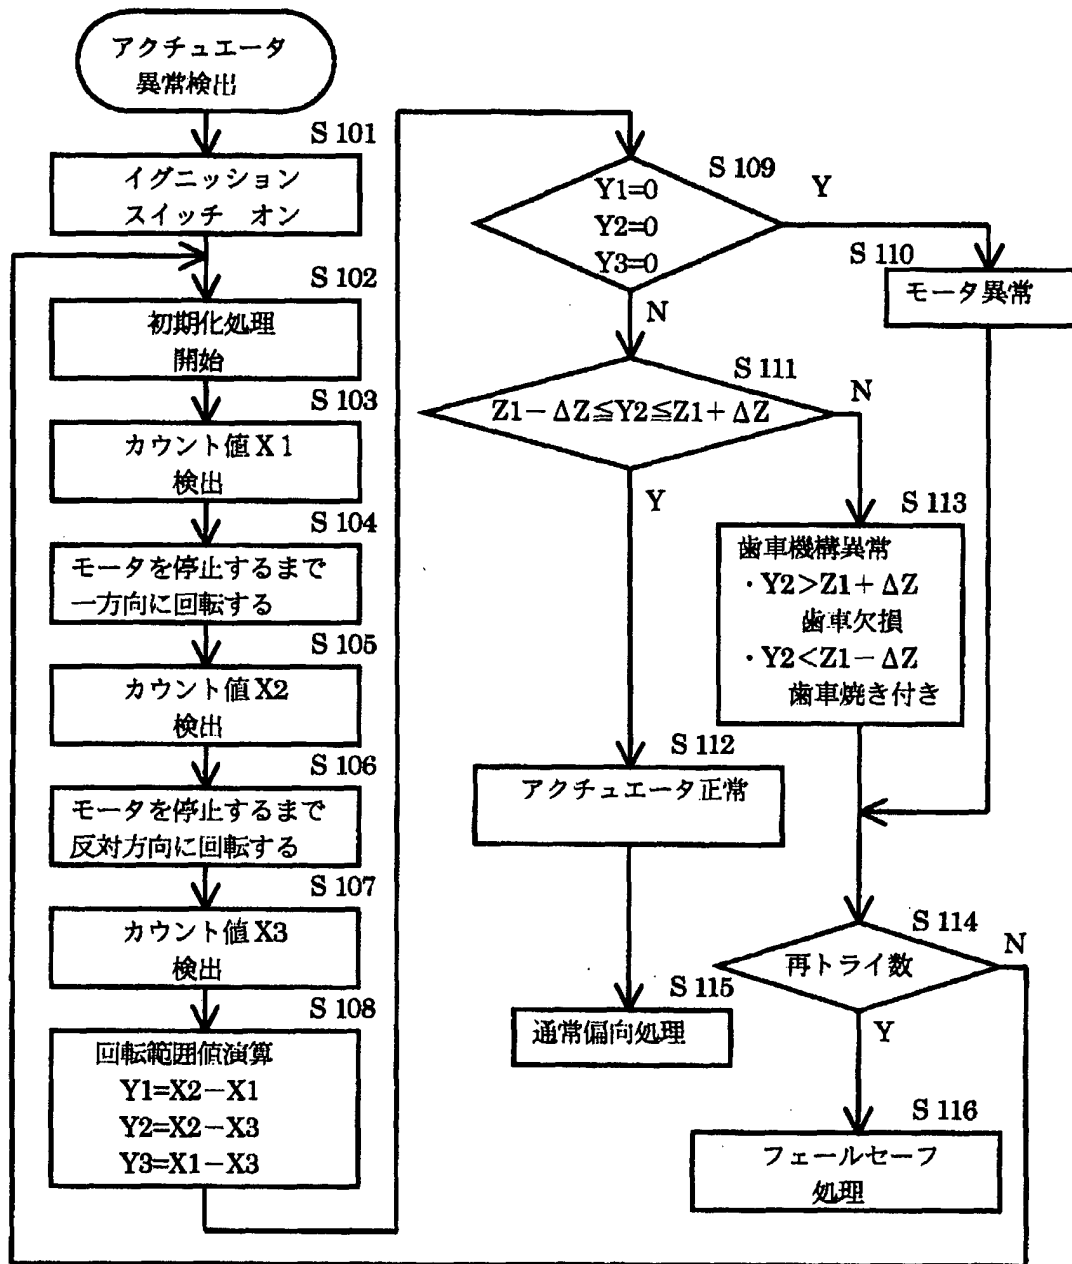 アクチュエータ
異常検出
S 101
イグニッション
スイッチ オン
S 102
初期化処理
開始
S 103
カウント値 X 1
検出
S 104
モータを停止するまで
一方向に回転する
S 105
カウント値 X2
検出
S 106
モータを停止するまで
反対方向に回転する
S 107
カウント値 X3
検出
S 108
回転範囲値演算
Y1=X2-X1
Y2=X2-X3
Y3=X1-X3
S 109
Y1=0
Y2=0
Y3=0
Y
N
S 110
モータ異常
S 111
Z1-ΔZ≦Y2≦Z1+ΔZ
N
Y
S 113
歯車機構異常
・Y2>Z1+ΔZ
歯車欠損
・Y2<Z1-ΔZ
歯車焼き付き
S 112
アクチュエータ正常
S 114
再トライ数
N
Y
S 115
通常偏向処理
S 116
フェールセーフ
処理